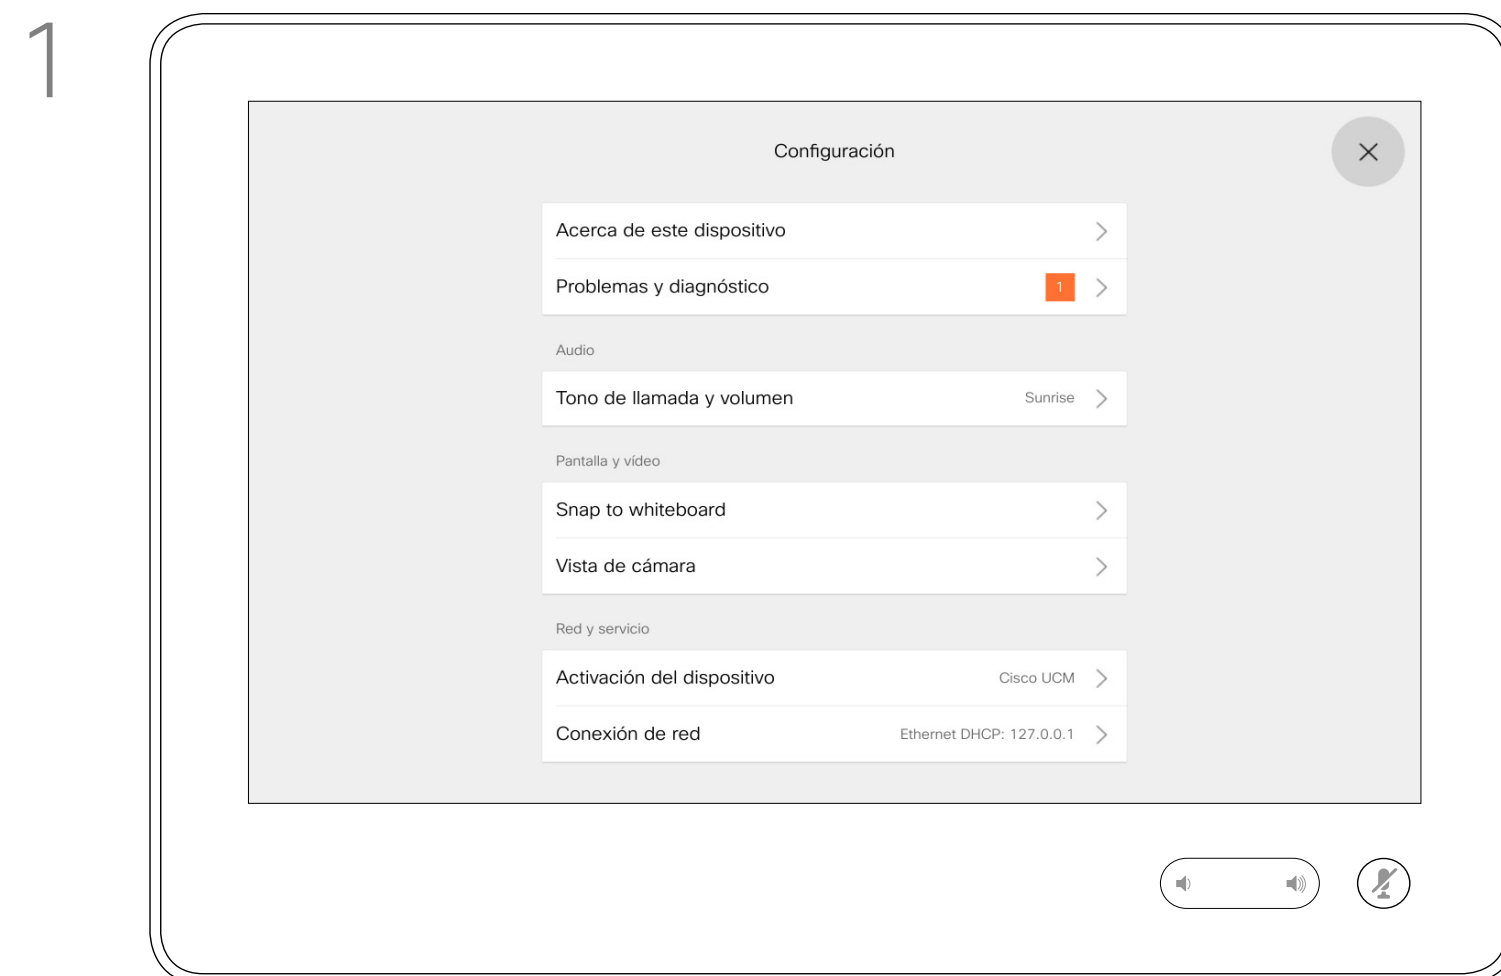 1
Configuración
Acerca de este dispositivo
Problemas y diagnóstico 1
Audio
Tono de llamada y volumen Sunrise
Pantalla y vídeo
Snap to whiteboard
Vista de cámara
Red y servicio
Activación del dispositivo Cisco UCM
Conexión de red Ethernet DHCP: 127.0.0.1